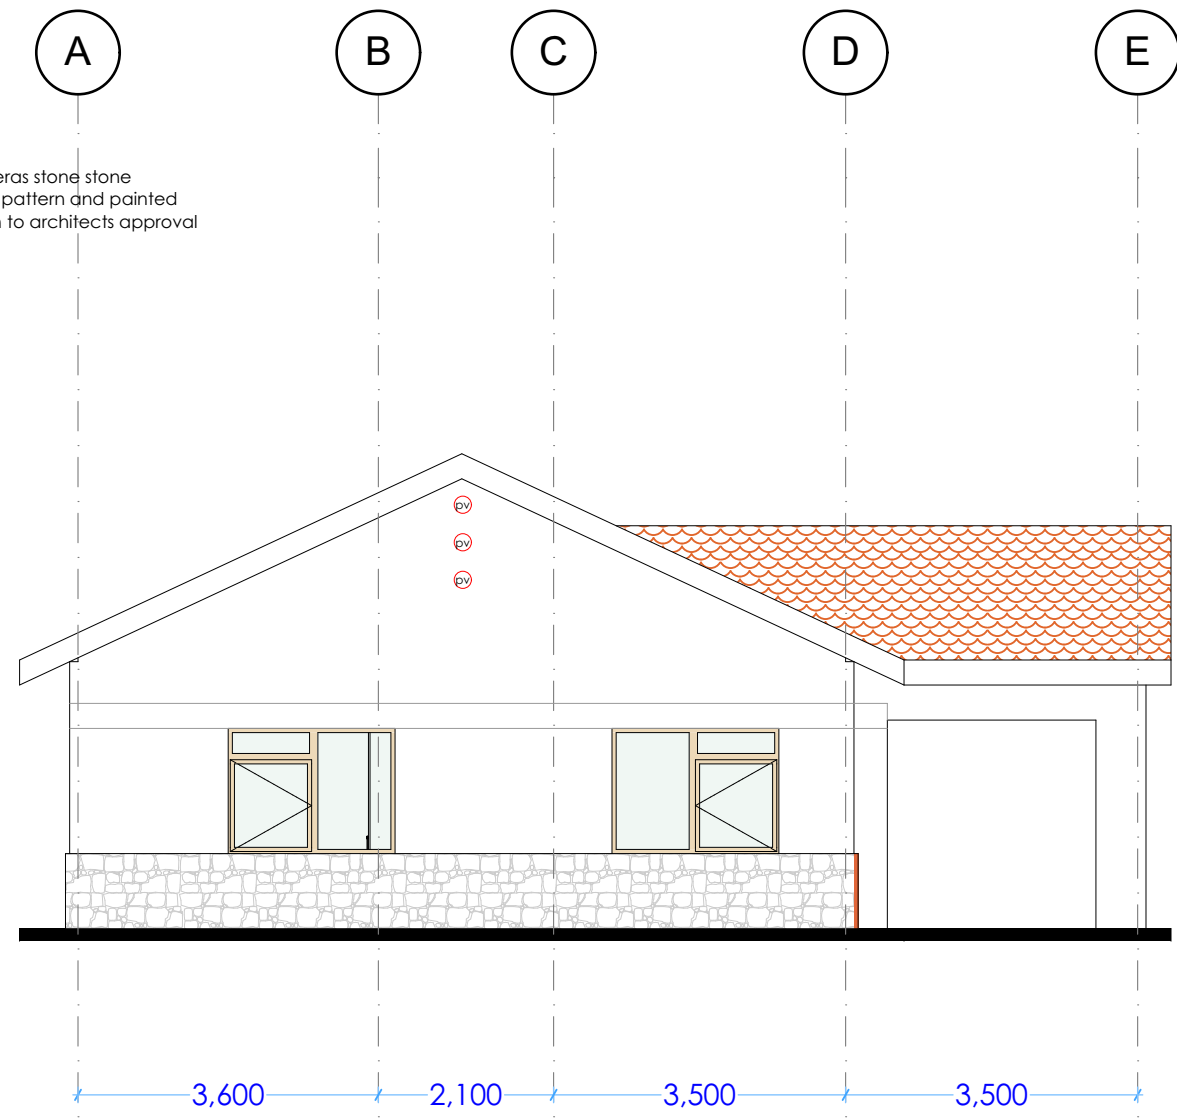 A B C D E
eras stone stone
pattern and painted
to architects approval
pv
pv
pv
3,600 2,100 3,500 3,500